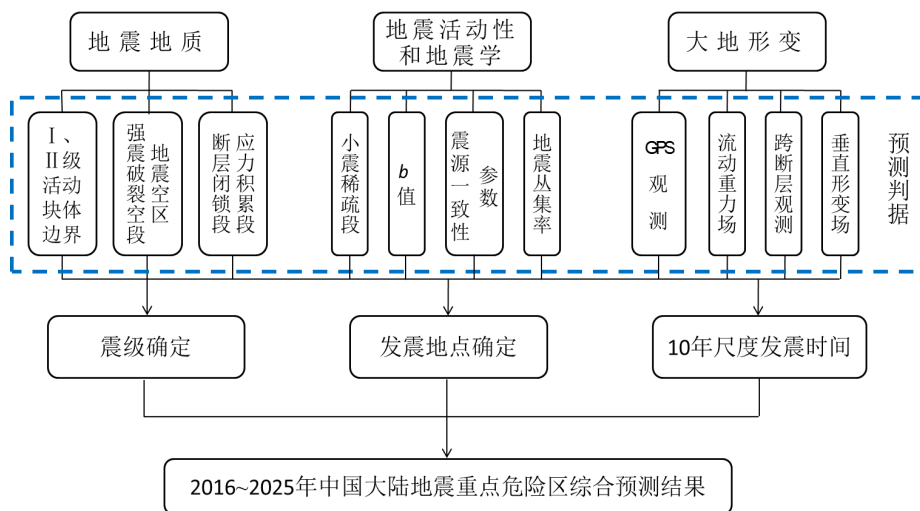 地震地质
地震活动性
和地震学
大地形变
Ⅰ、Ⅱ级
活动
块体
边界
地震空区
强震破裂空段
应力积累段
断层闭锁段
小震稀疏段
b值
参数
震源一致性
地震丛集率
GPS
观测
流动重力场
跨断层观测
垂直形变场
预测判据
震级确定
发震地点确定
10年尺度发震时间
2016~2025年中国大陆地震重点危险区综合预测结果